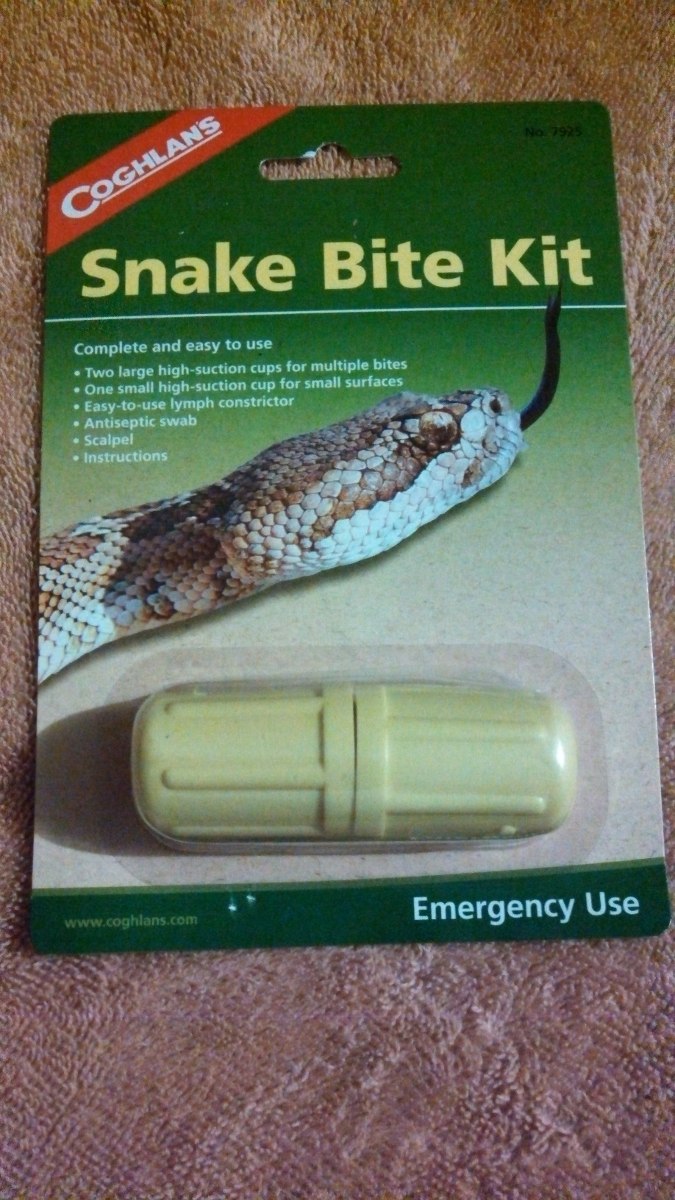 COGHLAN'S
No. 7925
Snake Bite Kit
Complete and easy to use
• Two large high-suction cups for multiple bites
• One small high-suction cup for small surfaces
• Easy-to-use lymph constrictor
• Antiseptic swab
• Scalpel
• Instructions
www.coghlans.com
Emergency Use